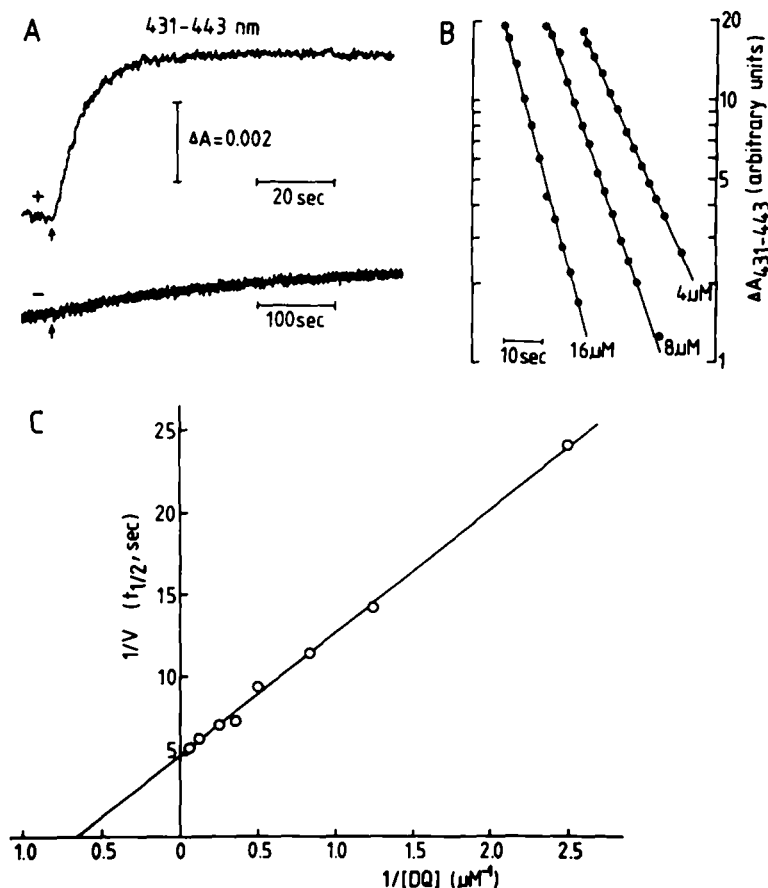 A
431-443 nm
ΔA=0.002
+
20 sec
-
100sec
B
20
10
5
2
1
ΔA431-443 (arbitrary units)
10sec
16µM
8µM
4µM
C
25
20
15
10
5
1/V (t1/2, sec)
1.0 0.5 0 0.5 1.0 1.5 2.0 2.5
1/[DQ] (µM⁻¹)